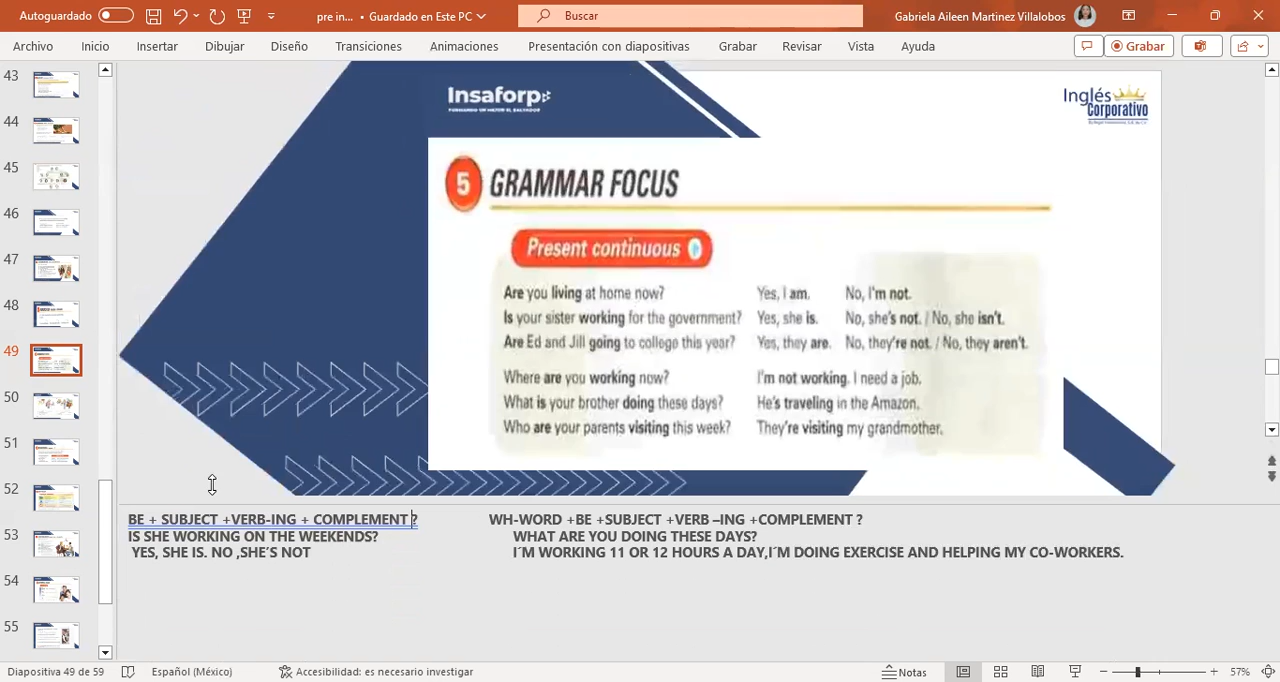 Autoguardado
pre in... • Guardado en Este PC
Buscar
Gabriela Aileen Martinez Villalobos
Archivo Inicio Insertar Dibujar Diseño Transiciones Animaciones Presentación con diapositivas Grabar Revisar Vista Ayuda
Grabar
43
44
45
46
47
48
49
50
51
52
53
54
55
Insaforp
FORMANDO UN MEJOR EL SALVADOR
Inglés
Corporativo
5 GRAMMAR FOCUS
Present continuous
Are you living at home now? Yes, I am. No, I'm not.
Is your sister working for the government? Yes, she is. No, she's not. / No, she isn't.
Are Ed and Jill going to college this year? Yes, they are. No, they're not. / No, they aren't.
Where are you working now? I'm not working. I need a job.
What is your brother doing these days? He's traveling in the Amazon.
Who are your parents visiting this week? They're visiting my grandmother.
BE + SUBJECT +VERB-ING + COMPLEMENT ? WH-WORD +BE +SUBJECT +VERB –ING +COMPLEMENT ?
IS SHE WORKING ON THE WEEKENDS? WHAT ARE YOU DOING THESE DAYS?
YES, SHE IS. NO ,SHE´S NOT I´M WORKING 11 OR 12 HOURS A DAY,I´M DOING EXERCISE AND HELPING MY CO-WORKERS.
Diapositiva 49 de 59 Español (México) Accesibilidad: es necesario investigar Notas 57%